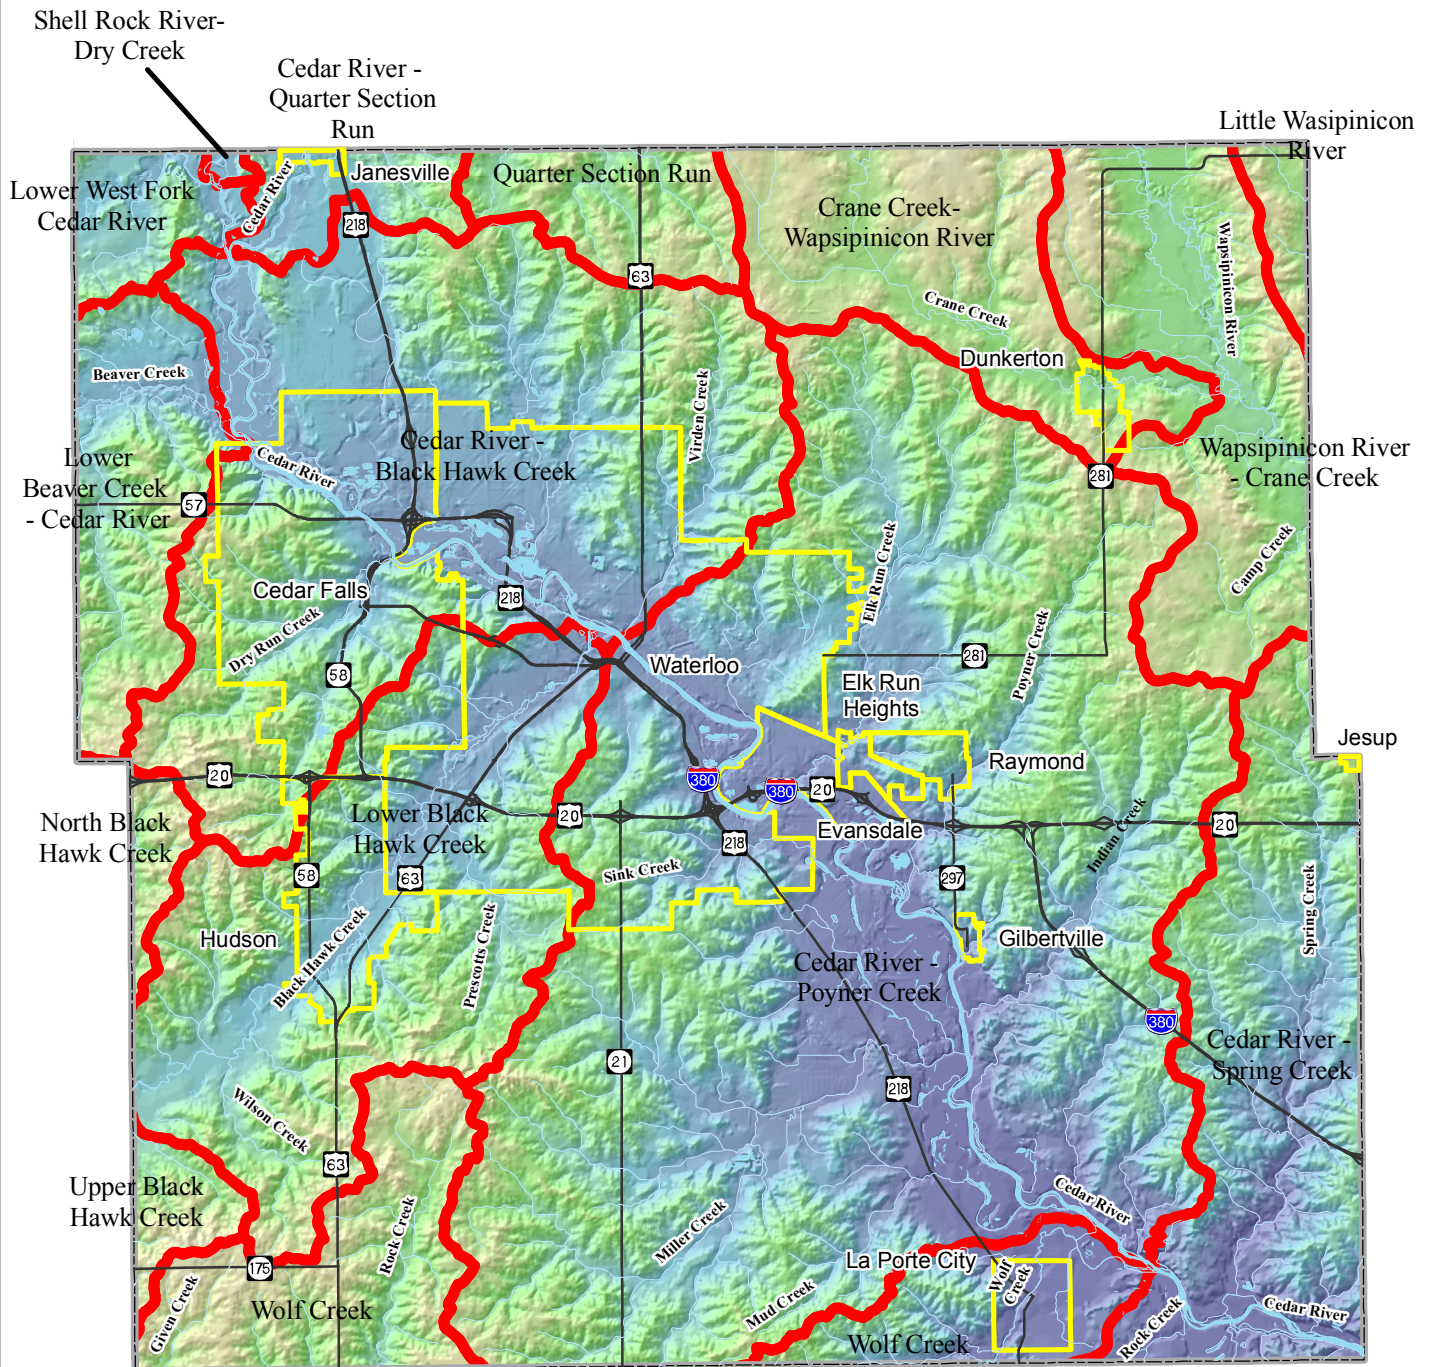 Shell Rock River-
Dry Creek
Cedar River -
Quarter Section
Run
Little Wasipinicon
River
Janesville
Quarter Section Run
Lower West Fork
Cedar River
Cedar River
218
Crane Creek-
Wapsipinicon River
Wapsipinicon River
63
Crane Creek
Dunkerton
Beaver Creek
Virden Creek
Cedar River -
Black Hawk Creek
Cedar River
Lower
Beaver Creek
- Cedar River
57
Wapsipinicon River
- Crane Creek
281
Camp Creek
Elk Run Creek
Cedar Falls
218
Dry Run Creek
58
Waterloo
281
Poyner Creek
Elk Run
Heights
Raymond
Jesup
20
380
380
20
20
20
Lower Black
Hawk Creek
North Black
Hawk Creek
Evansdale
218
Indian Creek
58
63
Sink Creek
297
Spring Creek
Hudson
Black Hawk Creek
Prescotts Creek
Gilbertville
Cedar River -
Poyner Creek
380
Cedar River -
Spring Creek
21
218
Wilson Creek
63
Upper Black
Hawk Creek
Rock Creek
Miller Creek
Cedar River
175
La Porte City
Wolf
Creek
Given Creek
Wolf Creek
Mud Creek
Wolf Creek
Rock Creek
Cedar River